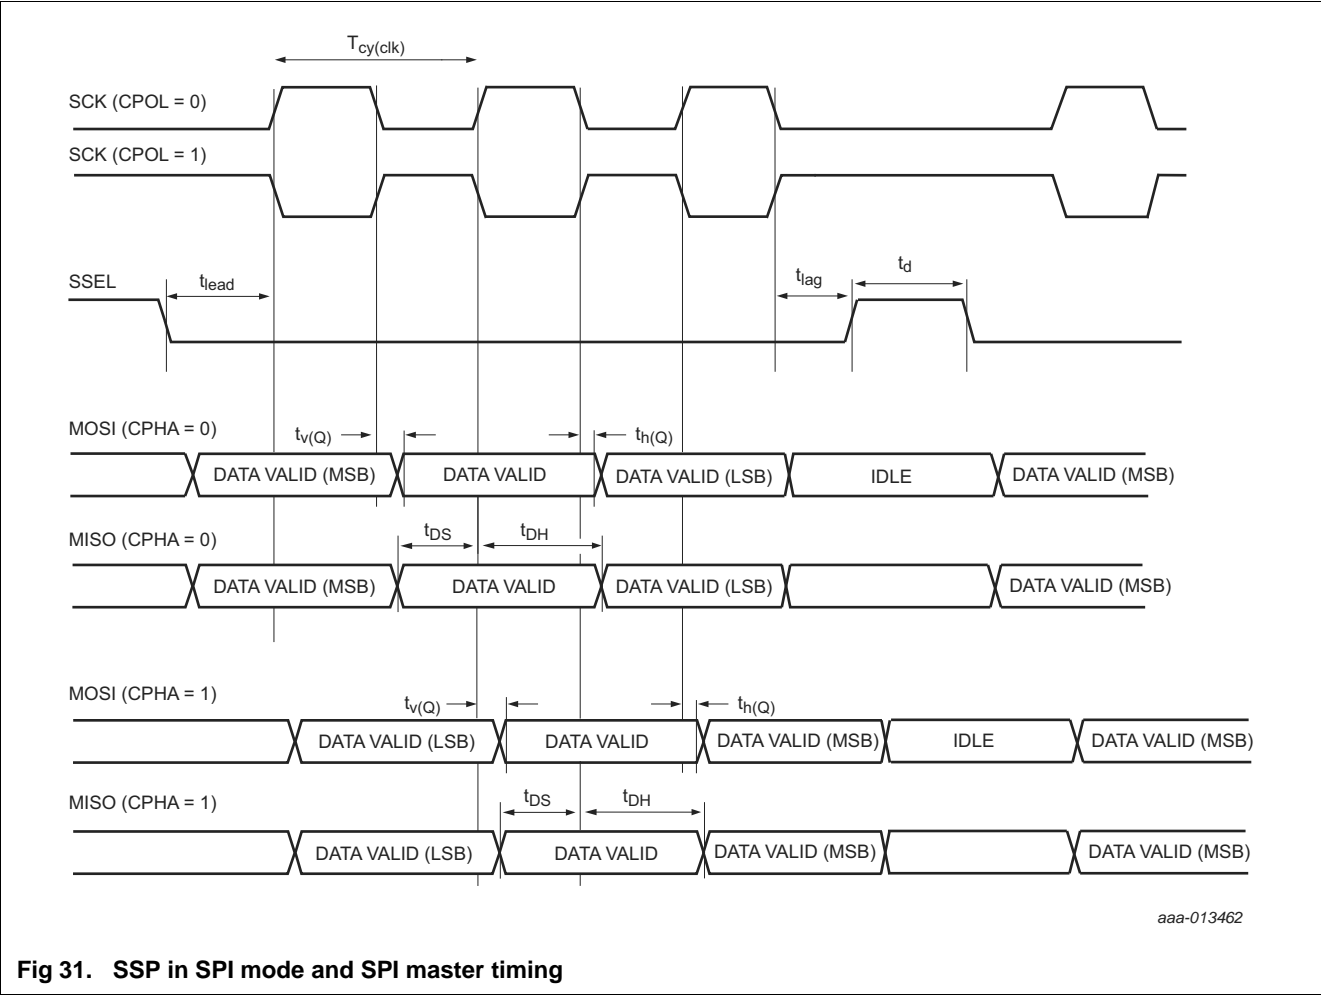 Tcy(clk)
SCK (CPOL = 0)
SCK (CPOL = 1)
SSEL
tlead
tlag
td
MOSI (CPHA = 0)
tv(Q)
th(Q)
DATA VALID (MSB) DATA VALID DATA VALID (LSB) IDLE DATA VALID (MSB)
MISO (CPHA = 0)
tDS
tDH
DATA VALID (MSB) DATA VALID DATA VALID (LSB) DATA VALID (MSB)
MOSI (CPHA = 1)
tv(Q)
th(Q)
DATA VALID (LSB) DATA VALID DATA VALID (MSB) IDLE DATA VALID (MSB)
MISO (CPHA = 1)
tDS
tDH
DATA VALID (LSB) DATA VALID DATA VALID (MSB) DATA VALID (MSB)
aaa-013462
Fig 31. SSP in SPI mode and SPI master timing